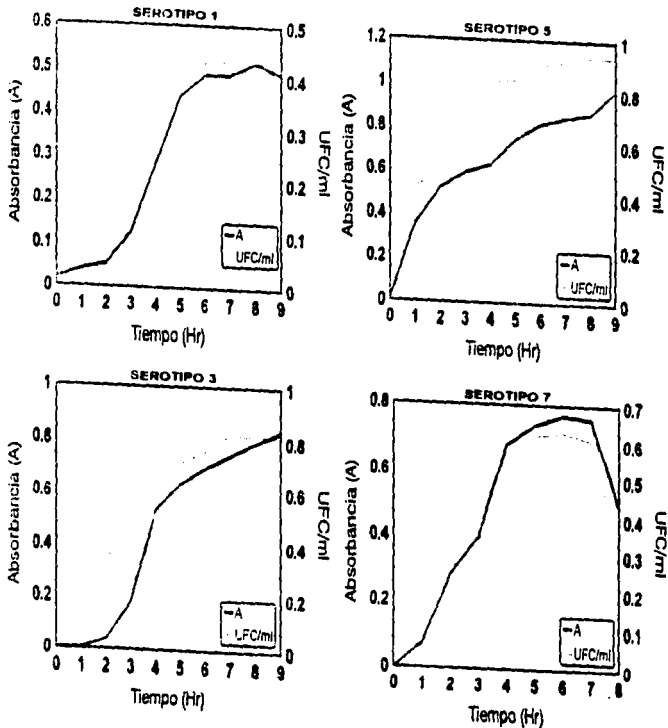 SEROTIPO 1
0.6
0.5
0.4
0.3
0.2
0.1
0
Absorbancia (A)
0.5
0.4
0.3
0.2
0.1
0
UFC/ml
A
UFC/ml
0 1 2 3 4 5 6 7 8 9
Tiempo (Hr)
SEROTIPO 5
1.2
1
0.8
0.6
0.4
0.2
0
Absorbancia (A)
1
0.8
0.6
0.4
0.2
0
UFC/ml
A
UFC/ml
0 1 2 3 4 5 6 7 8 9
Tiempo (Hr)
SEROTIPO 3
1
0.8
0.6
0.4
0.2
0
Absorbancia (A)
1
0.8
0.6
0.4
0.2
0
UFC/ml
A
UFC/ml
0 1 2 3 4 5 6 7 8 9
Tiempo (Hr)
SEROTIPO 7
0.8
0.6
0.4
0.2
0
Absorbancia (A)
0.7
0.6
0.5
0.4
0.3
0.2
0.1
0
UFC/ml
A
UFC/ml
0 1 2 3 4 5 6 7 8
Tiempo (Hr)